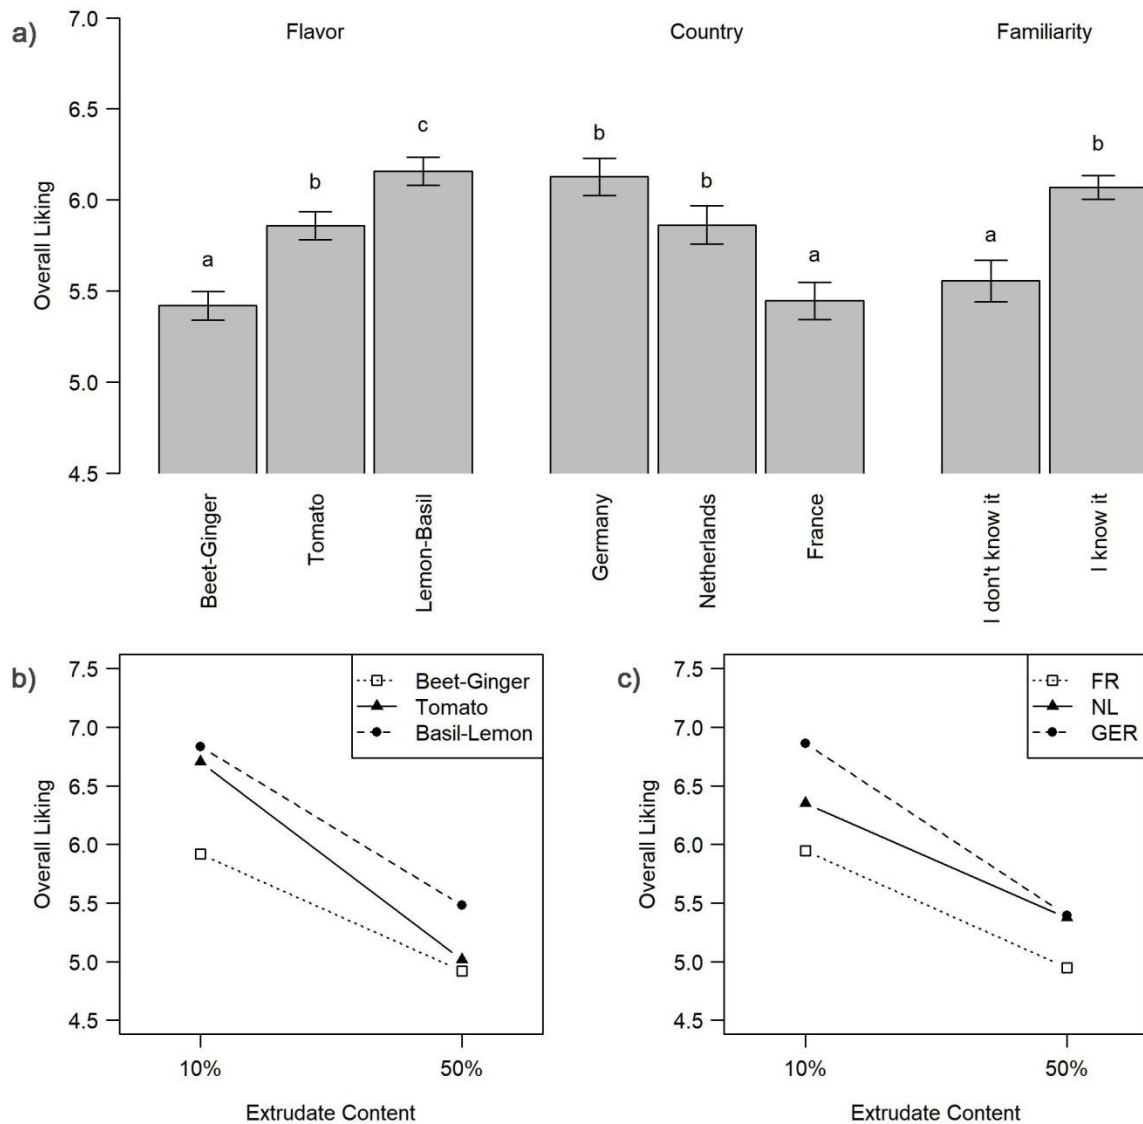 a)
Flavor
Country
Familiarity
7.0
6.5
6.0
5.5
5.0
4.5
Overall Liking
a
b
c
b
b
a
a
b
Beet-Ginger
Tomato
Lemon-Basil
Germany
Netherlands
France
I don't know it
I know it
b)
7.5
7.0
6.5
6.0
5.5
5.0
4.5
Overall Liking
Beet-Ginger
Tomato
Basil-Lemon
10%
50%
Extrudate Content
c)
7.5
7.0
6.5
6.0
5.5
5.0
4.5
Overall Liking
FR
NL
GER
10%
50%
Extrudate Content